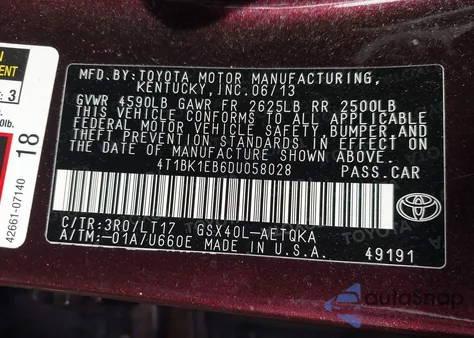 MFD.BY:TOYOTA MOTOR MANUFACTURING,
KENTUCKY,INC.06/13
GVWR 4590LB GAWR FR 2625LB RR 2500LB
THIS VEHICLE CONFORMS TO ALL APPLICABLE
FEDERAL MOTOR VEHICLE SAFETY, BUMPER,AND
THEFT PREVENTION STANDARDS IN EFFECT ON
THE DATE OF MANUFACTURE SHOWN ABOVE.
4T1BK1EB6DU058028 PASS.CAR
C/TR:3R0/LT17 GSX40L-AETQKA
A/TM:-01A/U660E MADE IN U.S.A. 49191
TOYOTA
3
18
42661-07140
autoSnap